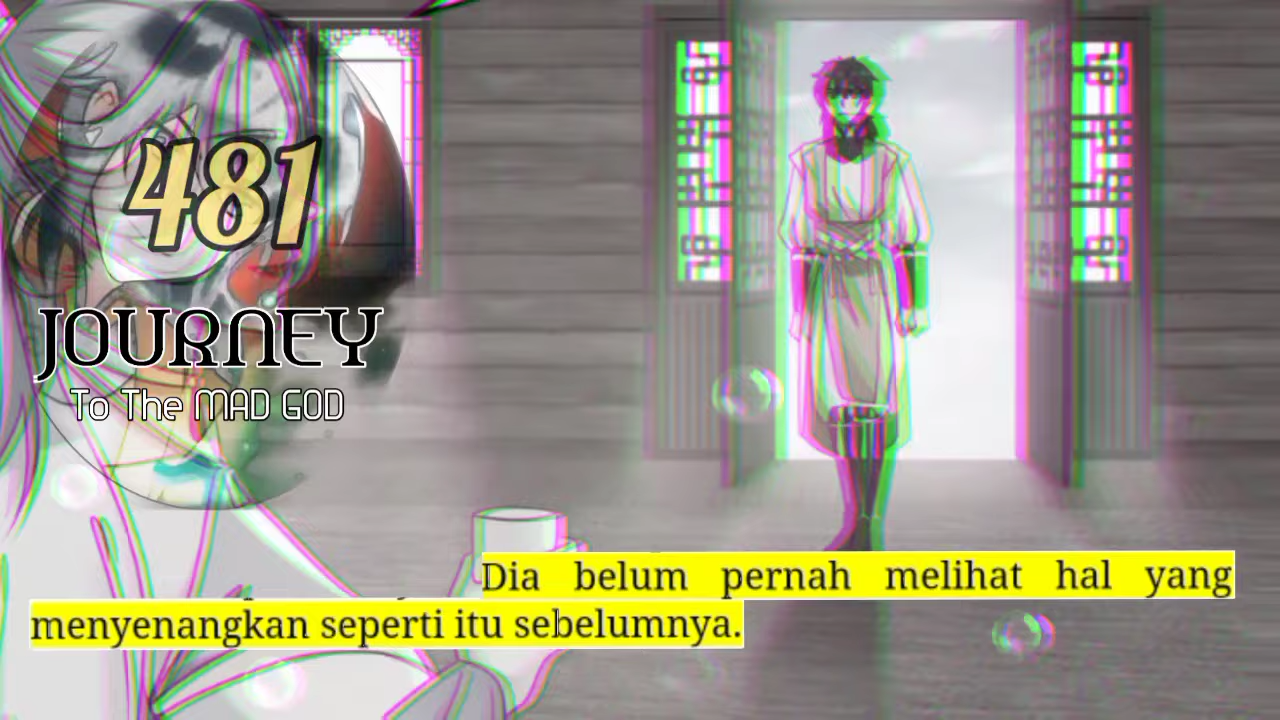 481
JOURNEY
To The MAD GOD
Dia belum pernah melihat hal yang
menyenangkan seperti itu sebelumnya.